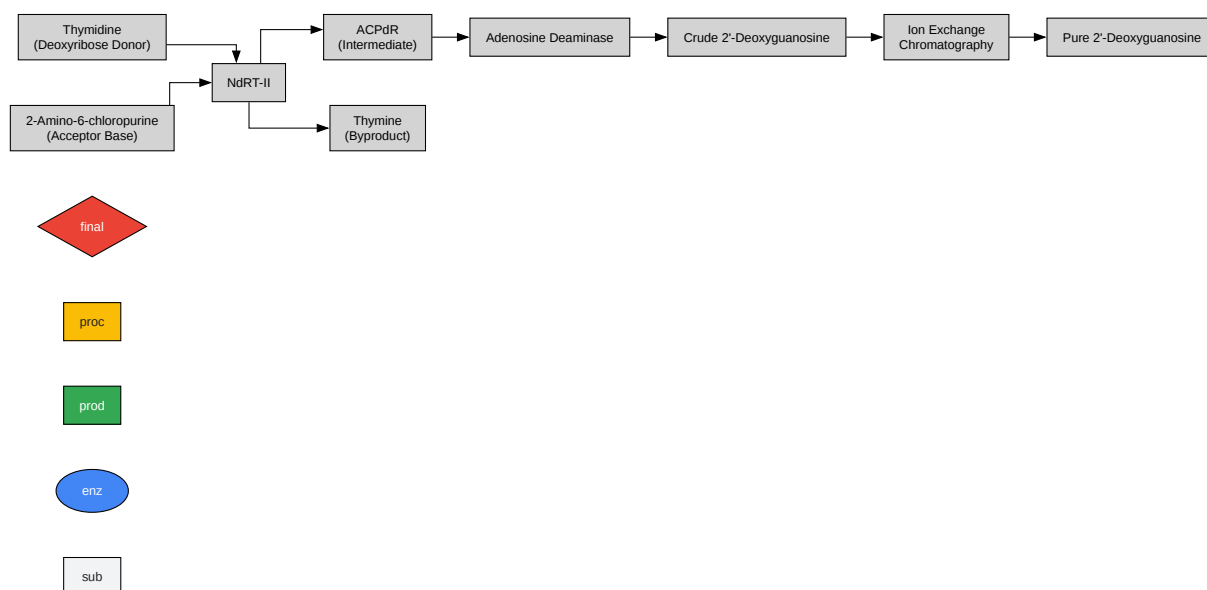 Thymidine
(Deoxyribose Donor)
2-Amino-6-chloropurine
(Acceptor Base)
NdRT-II
ACPdR
(Intermediate)
Thymine
(Byproduct)
Adenosine Deaminase
Crude 2'-Deoxyguanosine
Ion Exchange
Chromatography
Pure 2'-Deoxyguanosine
final
proc
prod
enz
sub